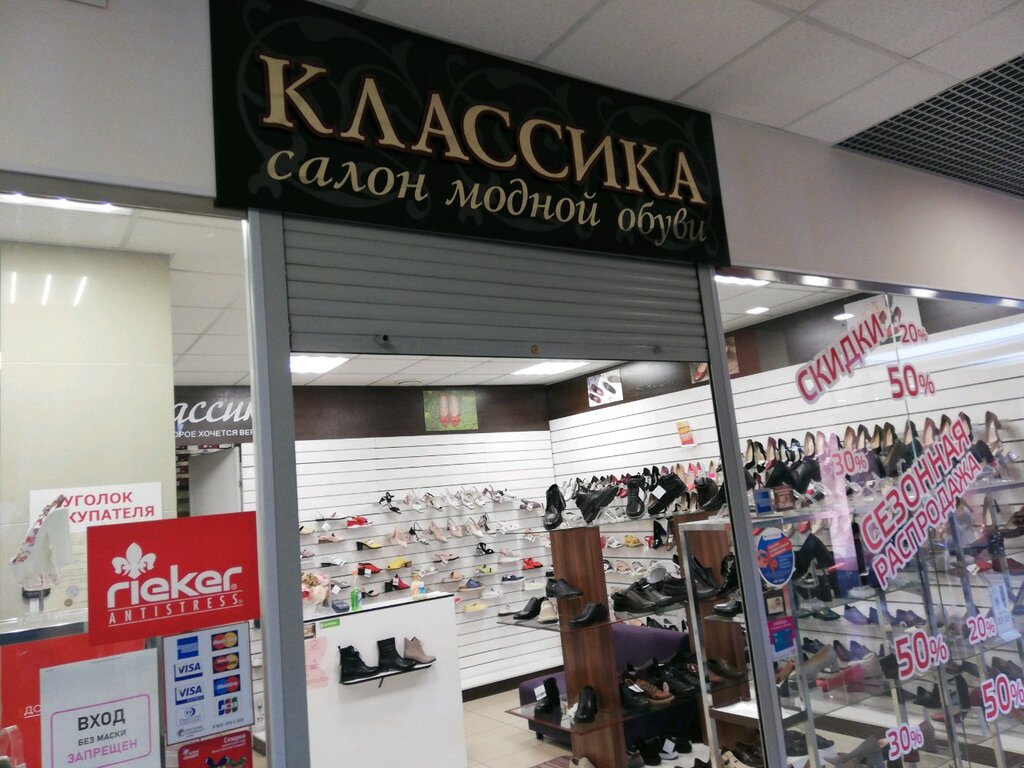 КЛАССИКА
салон модной обуви
СКИДКИ
20%
50%
УГОЛОК
rieker
ANTISTRESS
VISA
VISA
ВХОД
БЕЗ МАСКИ
ЗАПРЕЩЕН
30%
СЕЗОННАЯ
РАСПРОДАЖА
50%
20%
50%
30%